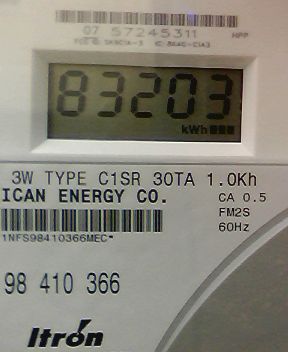 07 57245311 HPP
83203
kWh
3W TYPE C1SR 30TA 1.0Kh
ICAN ENERGY CO. CA 0.5
FM2S
60Hz
1NFS98410366MEC*
98 410 366
Itron